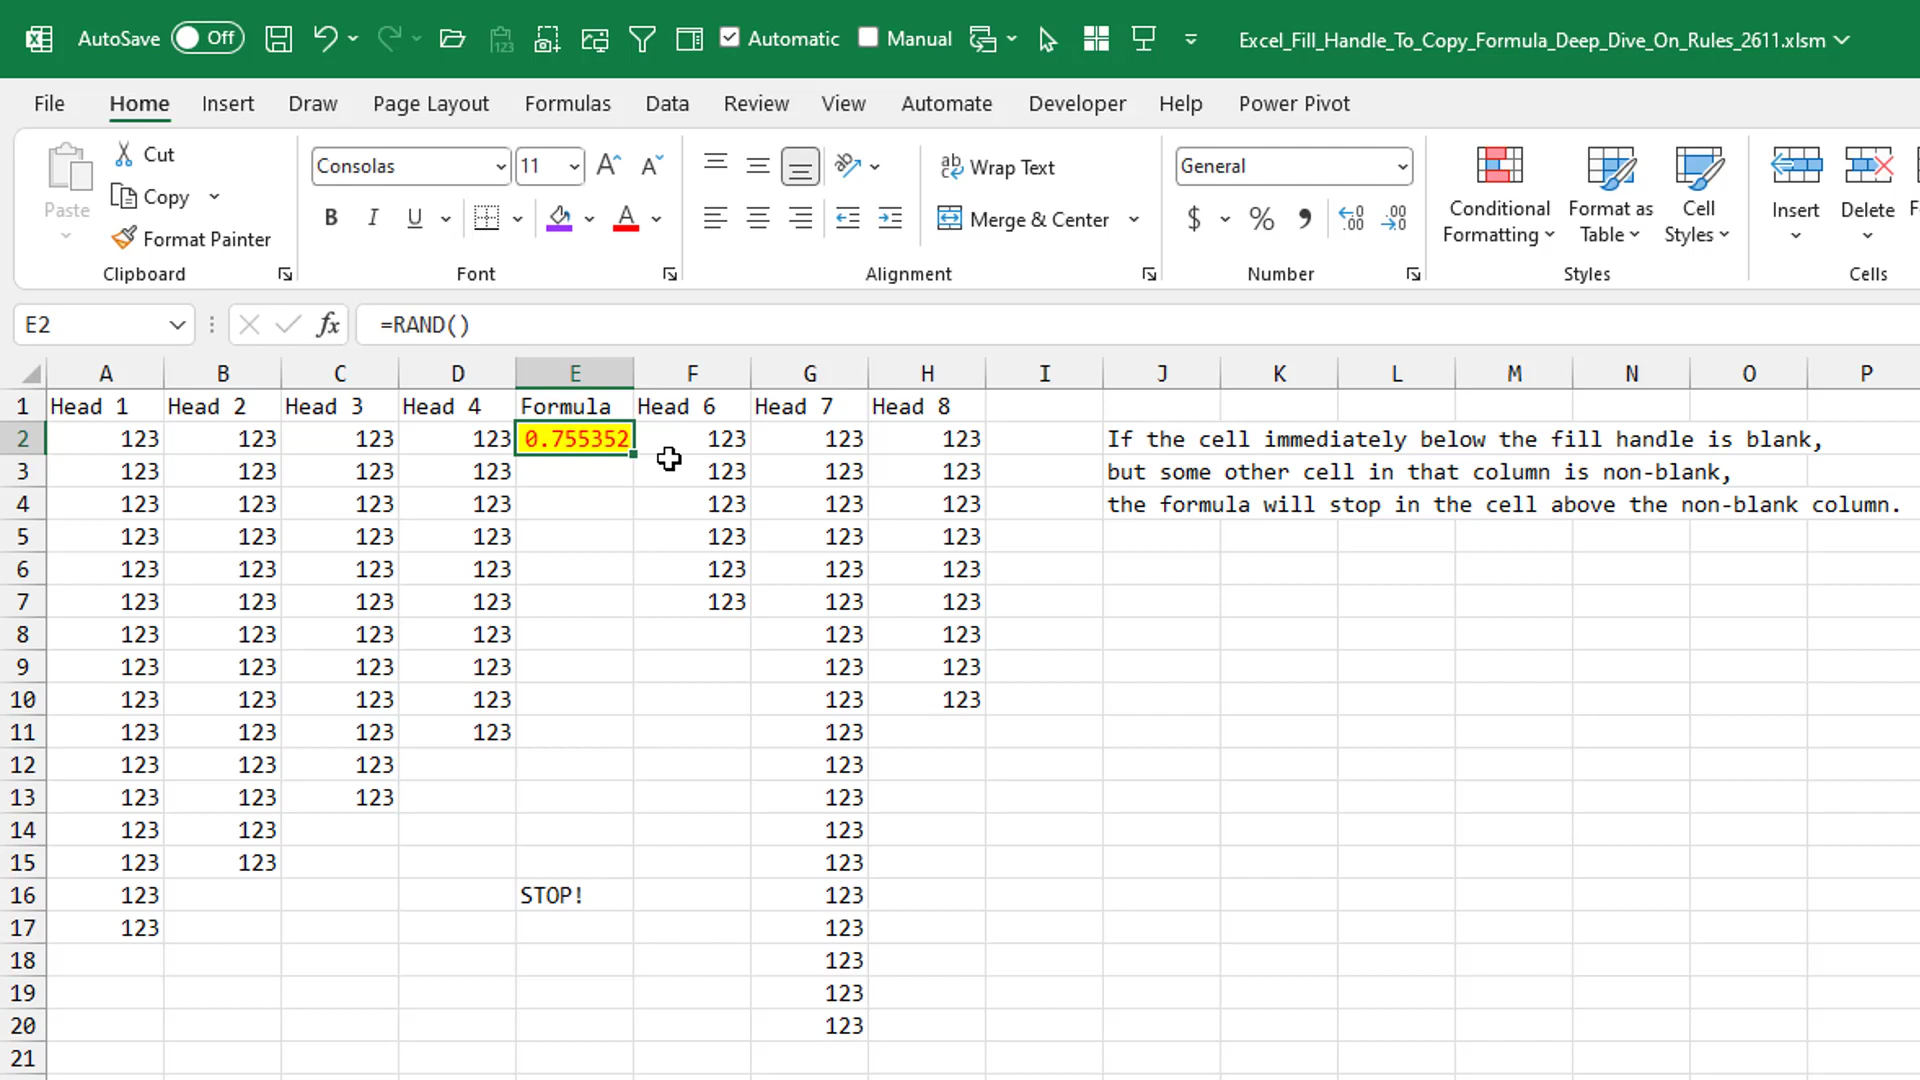 AutoSave Off Automatic Manual Excel_Fill_Handle_To_Copy_Formula_Deep_Dive_On_Rules_2611.xlsm
File Home Insert Draw Page Layout Formulas Data Review View Automate Developer Help Power Pivot
Paste
Cut
Copy
Format Painter
Clipboard
Consolas 11
B I U A
Font
Wrap Text
Merge & Center
Alignment
General
$ % 9
Number
Conditional Formatting
Format as Table
Cell Styles
Styles
Insert
Delete
Cells
E2 fx =RAND()
A B C D E F G H I J K L M N O P
1 Head 1 Head 2 Head 3 Head 4 Formula Head 6 Head 7 Head 8
2 123 123 123 123 0.755352 123 123 123 If the cell immediately below the fill handle is blank,
3 123 123 123 123 123 123 123 but some other cell in that column is non-blank,
4 123 123 123 123 123 123 123 the formula will stop in the cell above the non-blank column.
5 123 123 123 123 123 123 123
6 123 123 123 123 123 123 123
7 123 123 123 123 123 123 123
8 123 123 123 123 123 123
9 123 123 123 123 123 123
10 123 123 123 123 123 123
11 123 123 123 123 123
12 123 123 123 123
13 123 123 123 123
14 123 123 123
15 123 123 123
16 123 STOP! 123
17 123 123
18 123
19 123
20 123
21